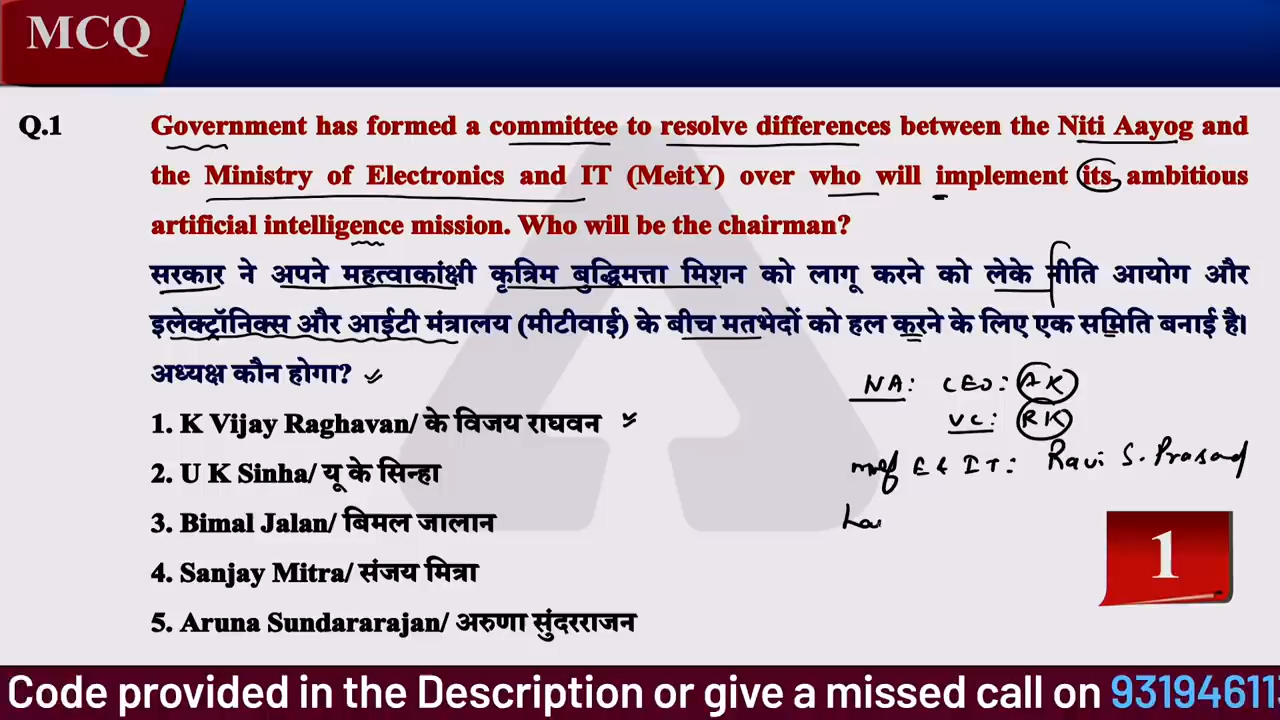 MCQ
Q.1
Government has formed a committee to resolve differences between the Niti Aayog and
the Ministry of Electronics and IT (MeitY) over who will implement its ambitious
artificial intelligence mission. Who will be the chairman?
सरकार ने अपने महत्वाकांक्षी कृत्रिम बुद्धिमत्ता मिशन को लागू करने को लेके नीति आयोग और
इलेक्ट्रॉनिक्स और आईटी मंत्रालय (मीटीवाई) के बीच मतभेदों को हल करने के लिए एक समिति बनाई है।
अध्यक्ष कौन होगा?
NA: CEO: AK
1. K Vijay Raghavan/ के विजय राघवन
VC: RK
E & IT: Ravi S. Prasad
2. U K Sinha/ यू के सिन्हा
3. Bimal Jalan/ बिमल जालान
4. Sanjay Mitra/ संजय मित्रा
5. Aruna Sundararajan/ अरुणा सुंदरराजन
1
Code provided in the Description or give a missed call on 93194611